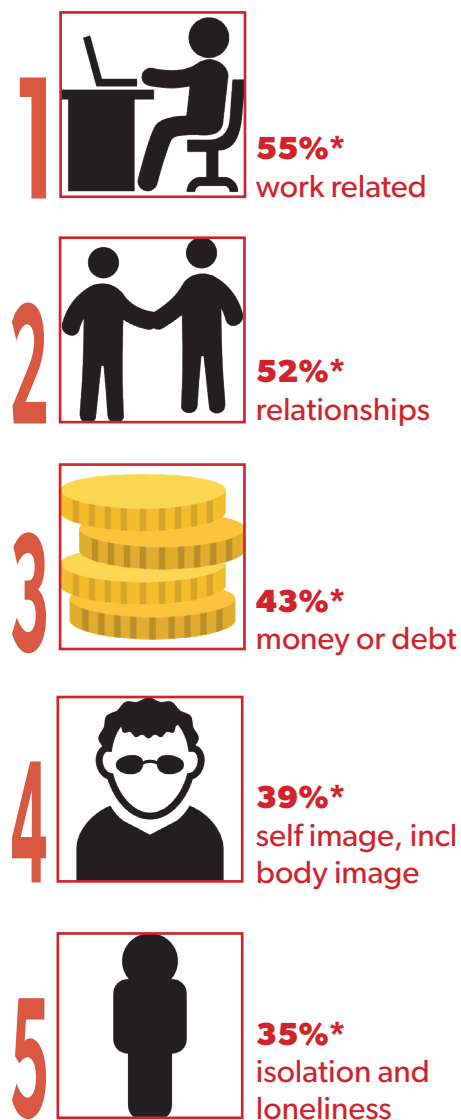 1
55%*
work related
2
52%*
relationships
3
43%*
money or debt
4
39%*
self image, incl
body image
5
35%*
isolation and
loneliness